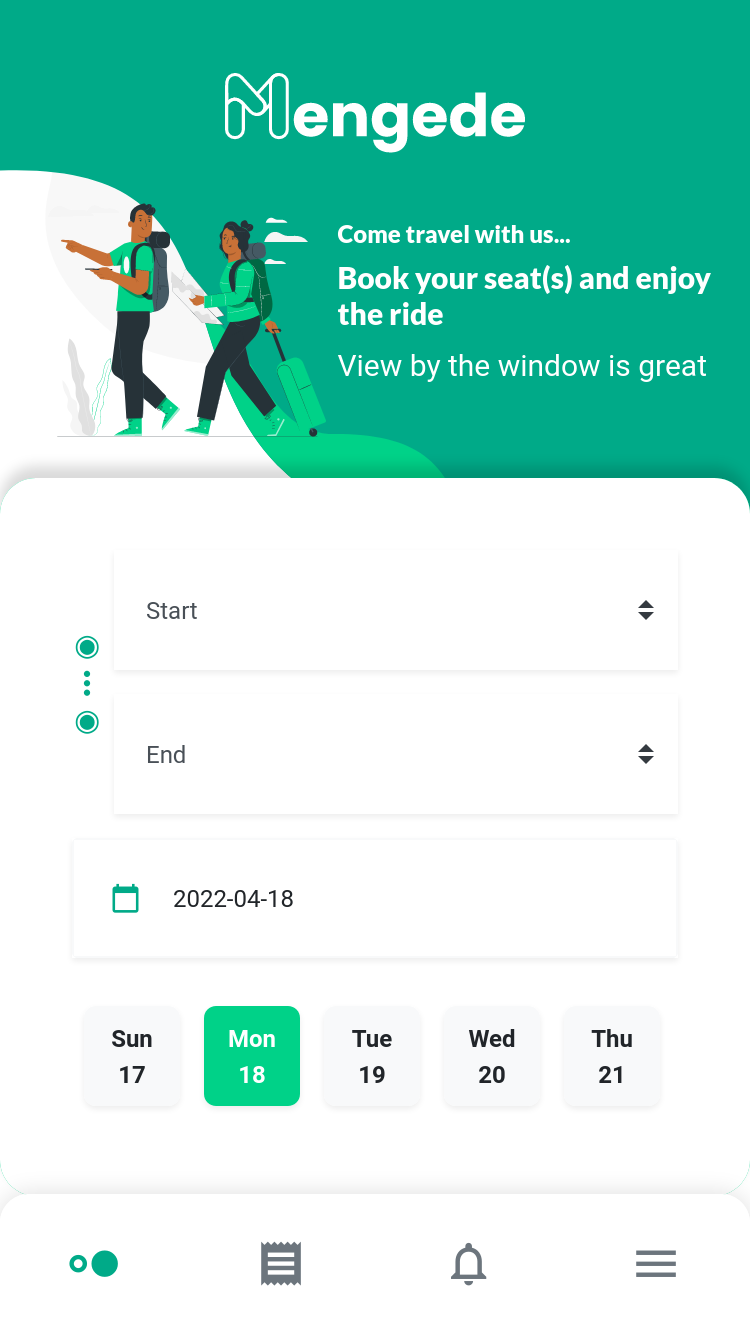 Mengede
Come travel with us...
Book your seat(s) and enjoy
the ride
View by the window is great
Start
End
2022-04-18
Sun Mon Tue Wed Thu
17 18 19 20 21